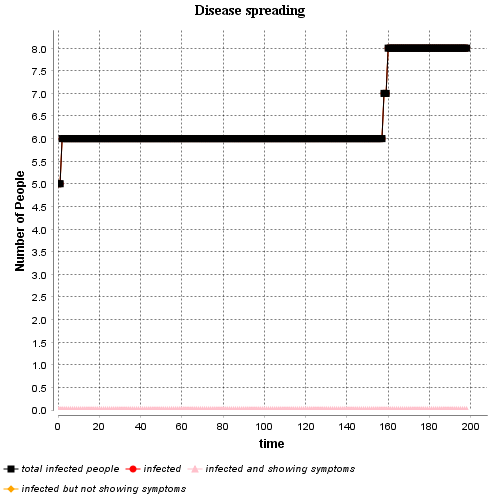 Disease spreading
8.0
7.5
7.0
6.5
6.0
5.5
5.0
4.5
4.0
3.5
3.0
2.5
2.0
1.5
1.0
0.5
0.0
Number of People
0 20 40 60 80 100 120 140 160 180 200
time
total infected people infected infected and showing symptoms
infected but not showing symptoms